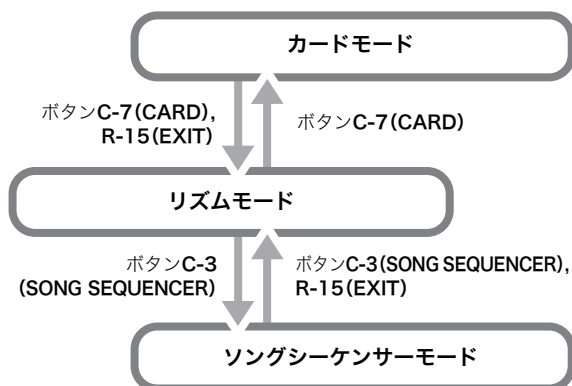 カードモード
ボタンC-7(CARD),
R-15(EXIT)
ボタンC-7(CARD)
リズムモード
ボタンC-3
(SONG SEQUENCER)
ボタンC-3(SONG SEQUENCER),
R-15(EXIT)
ソングシーケンサーモード